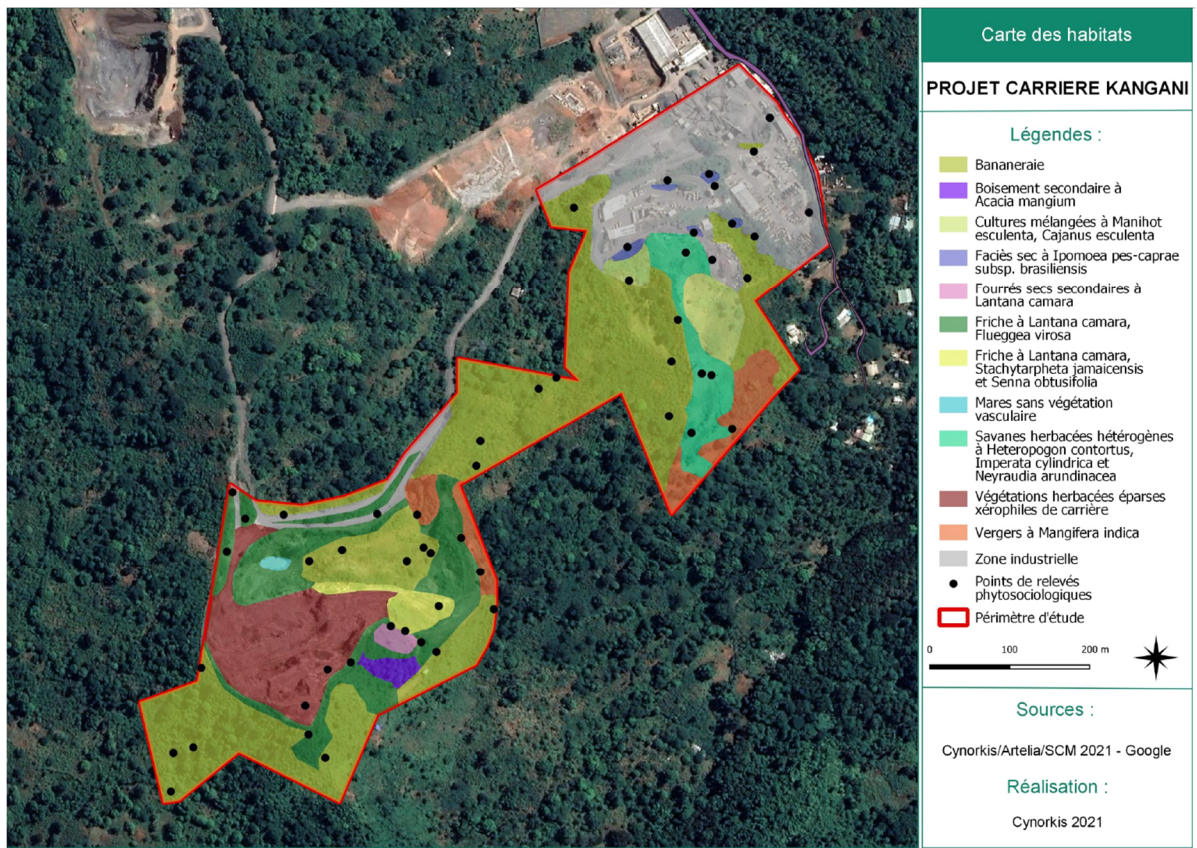 Carte des habitats
PROJET CARRIERE KANGANI
Légendes :
Bananeraie
Boisement secondaire à
Acacia mangium
Cultures mélangées à Manihot
esculenta, Cajanus esculenta
Faciès sec à Ipomoea pes-caprae
subsp. brasiliensis
Fourrés secs secondaires à
Lantana camara
Friche à Lantana camara,
Flueggea virosa
Friche à Lantana camara,
Stachytarpheta jamaicensis
et Senna obtusifolia
Mares sans végétation
vasculaire
Savanes herbacées hétérogènes
à Heteropogon contortus,
Imperata cylindrica et
Neyraudia arundinacea
Végétations herbacées éparses
xérophiles de carrière
Vergers à Mangifera indica
Zone industrielle
Points de relevés
phytosociologiques
Périmètre d'étude
0 100 200 m
Sources :
Cynorkis/Artelia/SCM 2021 - Google
Réalisation :
Cynorkis 2021